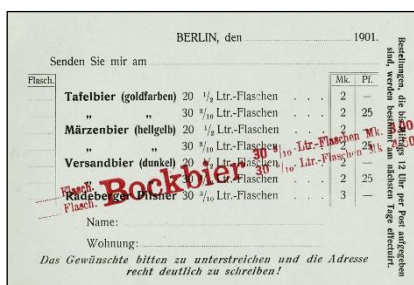 BERLIN, den 1901.
Senden Sie mir am
Flasch. Mk. Pf.
Tafelbier (goldfarben) 20 1/2 Ltr.-Flaschen . . . 2 —
„ „ 30 3/10 Ltr.-Flaschen . . . 2 25
Märzenbier (hellgelb) 20 1/2 Ltr.-Flaschen . . . 2 —
„ „ 30 3/10 Ltr.-Flaschen 2 25
Versandbier (dunkel) 20 1/2 Ltr.-Flaschen 2 —
„ 30 3/10 Ltr.-Flaschen . . . 2 25
Radeberger Pilsner 30 3/10 Ltr.-Flaschen . . . 3 —
Flasch. Bockbier 30 3/10 Ltr.-Flaschen Mk.
Flasch. 30 3/10 Ltr.-Flaschen
Name:
Wohnung:
Das Gewünschte bitten zu unterstreichen und die Adresse
recht deutlich zu schreiben!
Bestellungen, die bis Mittags 12 Uhr per Post aufgegeben
sind, werden bestimmt am nächsten Tage effectuirt.